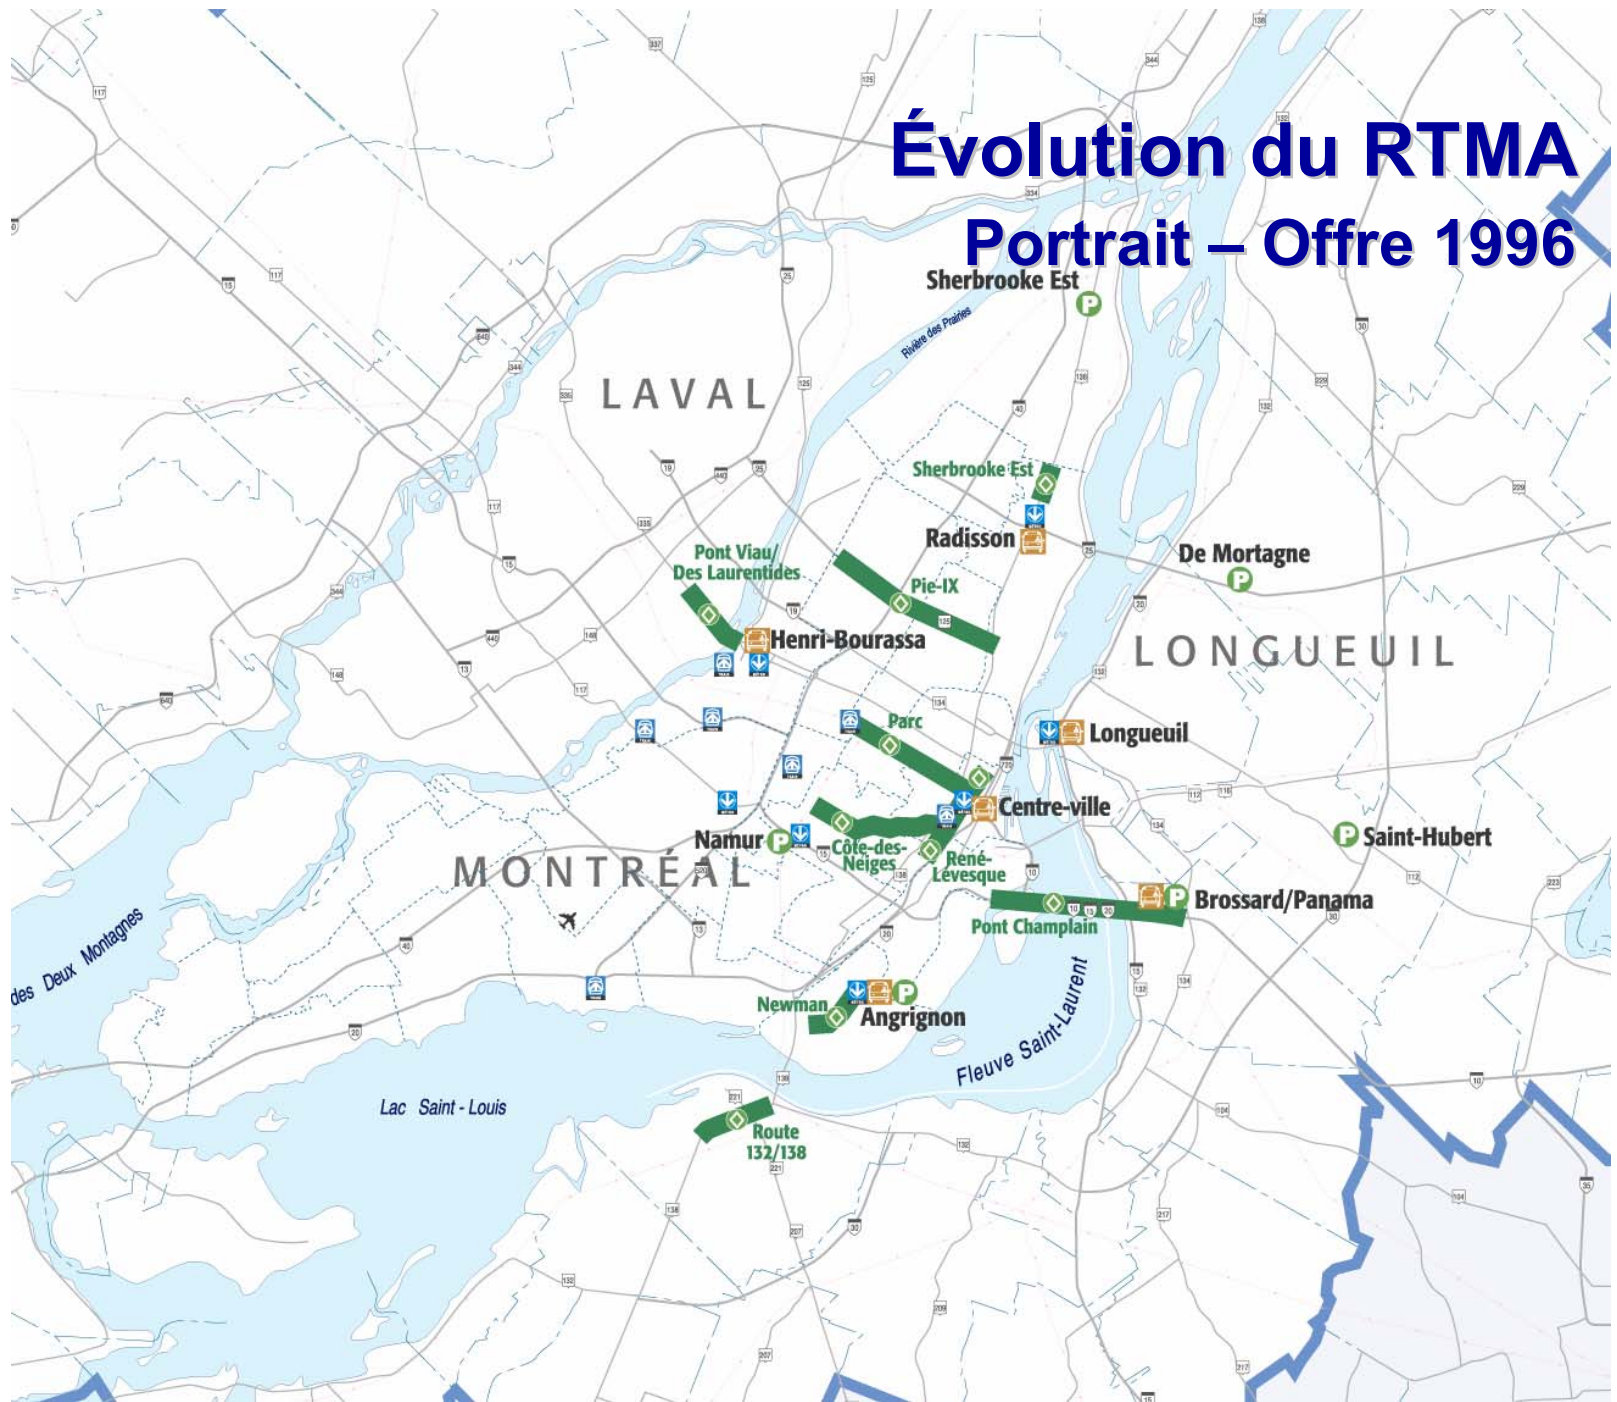 Évolution du RTMA
Portrait – Offre 1996
Sherbrooke Est
P
Rivière des Prairies
LAVAL
Sherbrooke Est
Radisson
De Mortagne
P
Pont Viau/
Des Laurentides
Pie-IX
Henri-Bourassa
LONGUEUIL
Parc
Longueuil
Centre-ville
Namur
P
Côte-des-
Neiges
René-
Lévesque
P
Saint-Hubert
MONTRÉAL
P
Brossard/Panama
Pont Champlain
des Deux Montagnes
Newman
P
Angrignon
Fleuve Saint-Laurent
Lac Saint - Louis
Route
132/138